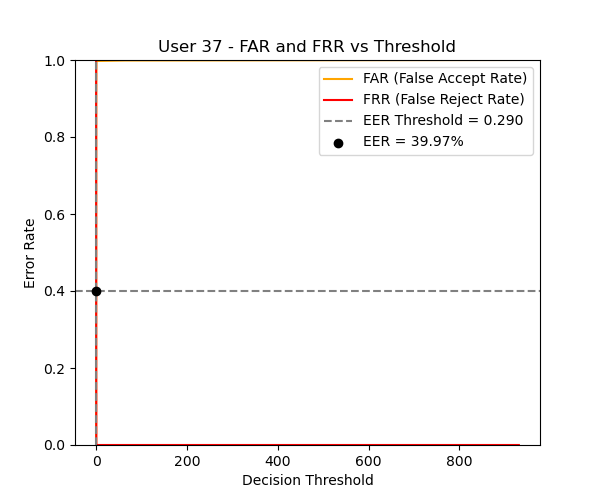 User 37 - FAR and FRR vs Threshold
1.0
0.8
0.6
0.4
0.2
0.0
Error Rate
FAR (False Accept Rate)
FRR (False Reject Rate)
EER Threshold = 0.290
EER = 39.97%
0 200 400 600 800
Decision Threshold